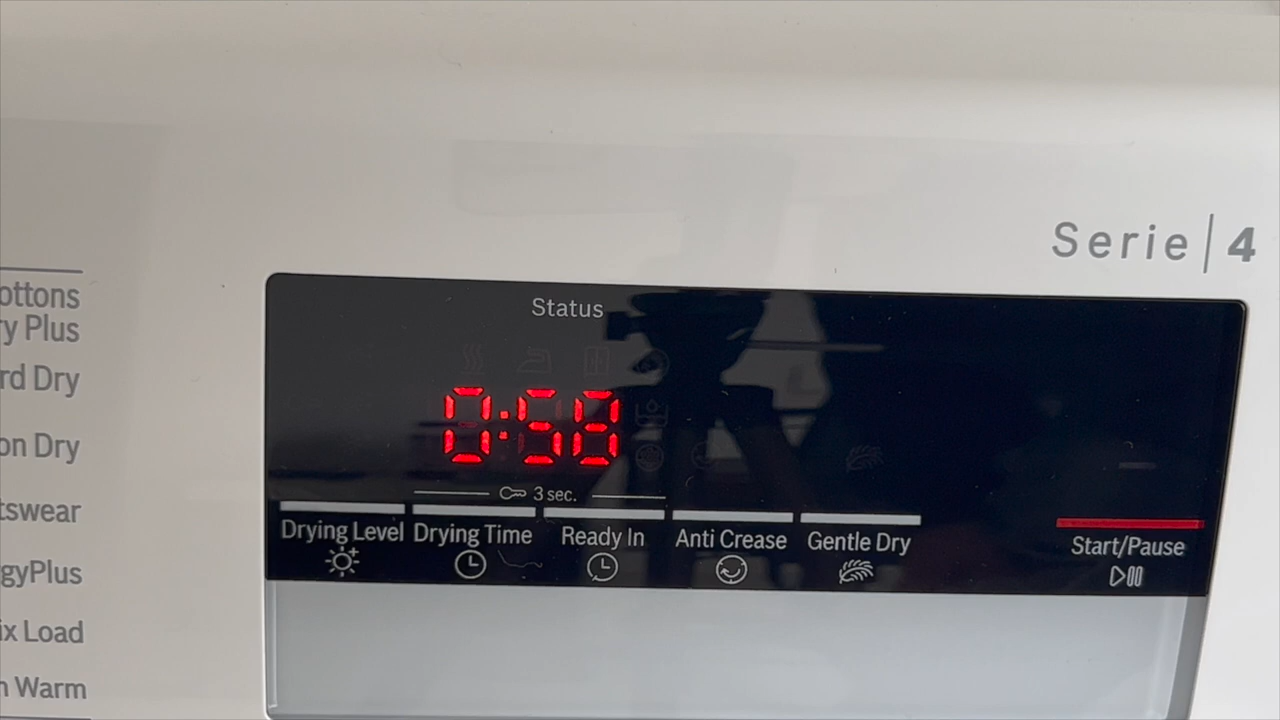 Serie | 4
ottons
y Plus
rd Dry
on Dry
tswear
gyPlus
ix Load
n Warm
Status
0:58
3 sec.
Drying Level
Drying Time
Ready In
Anti Crease
Gentle Dry
Start/Pause